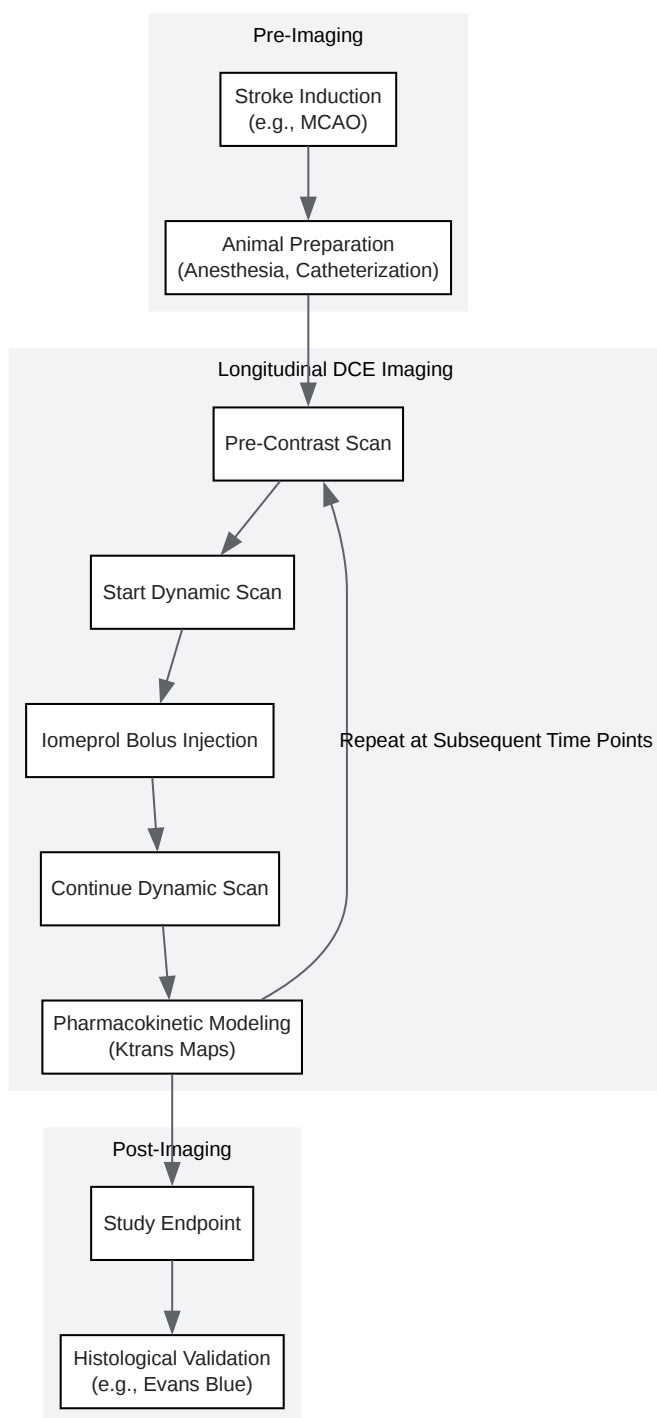 Pre-Imaging
Stroke Induction
(e.g., MCAO)
Animal Preparation
(Anesthesia, Catheterization)
Longitudinal DCE Imaging
Pre-Contrast Scan
Start Dynamic Scan
Iomeprol Bolus Injection
Repeat at Subsequent Time Points
Continue Dynamic Scan
Pharmacokinetic Modeling
(Ktrans Maps)
Post-Imaging
Study Endpoint
Histological Validation
(e.g., Evans Blue)